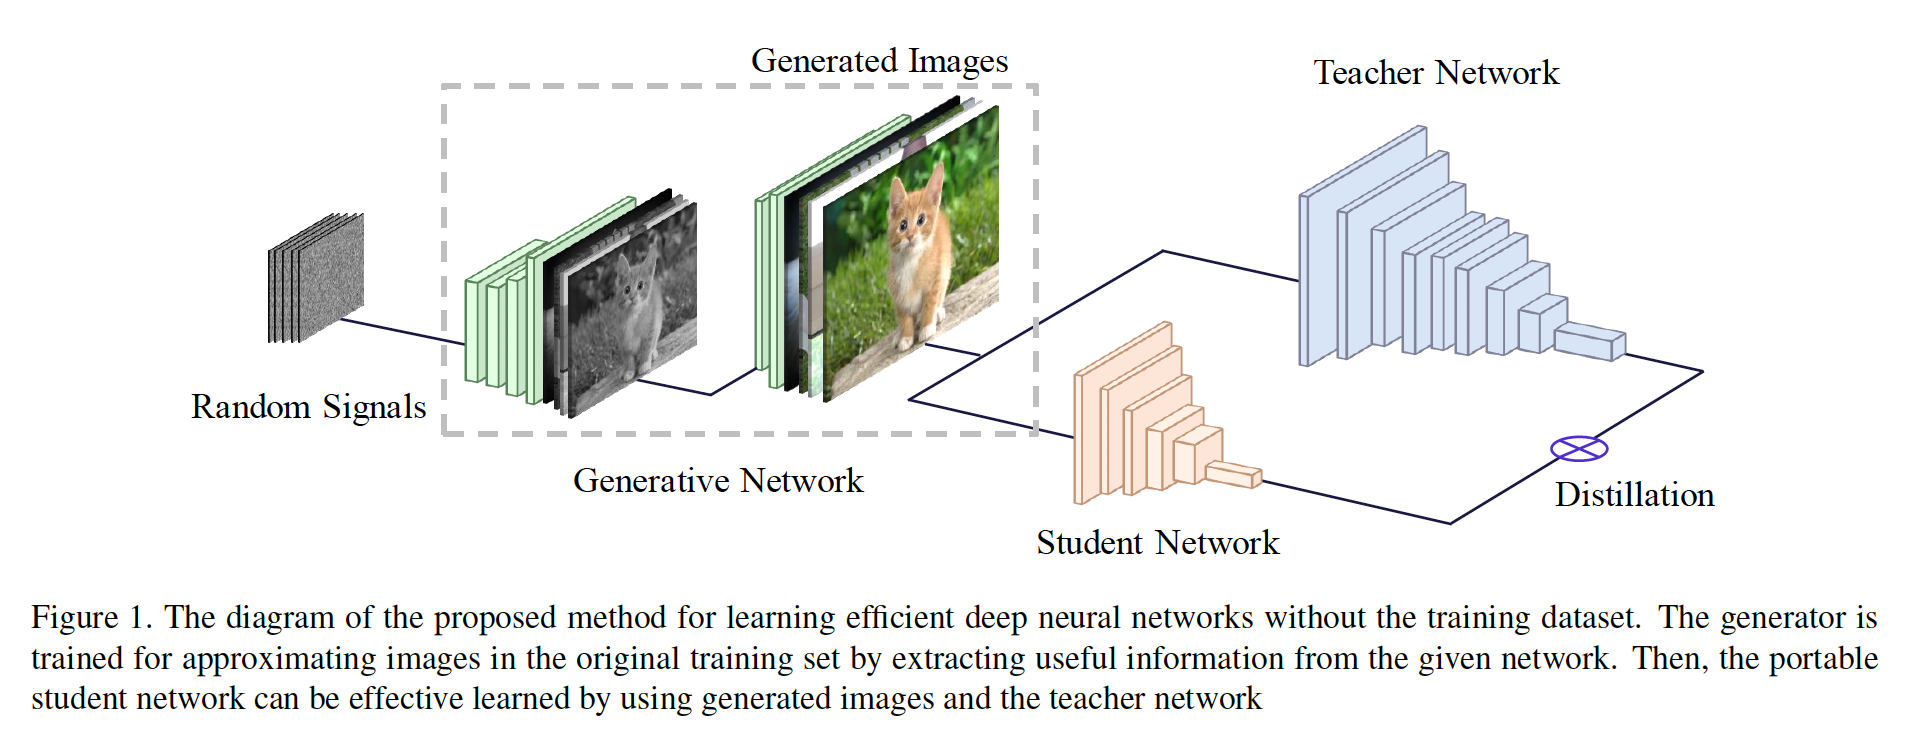 Generated Images
Teacher Network
Random Signals
Generative Network
Student Network
Distillation
Figure 1. The diagram of the proposed method for learning efficient deep neural networks without the training dataset. The generator is
trained for approximating images in the original training set by extracting useful information from the given network. Then, the portable
student network can be effective learned by using generated images and the teacher network